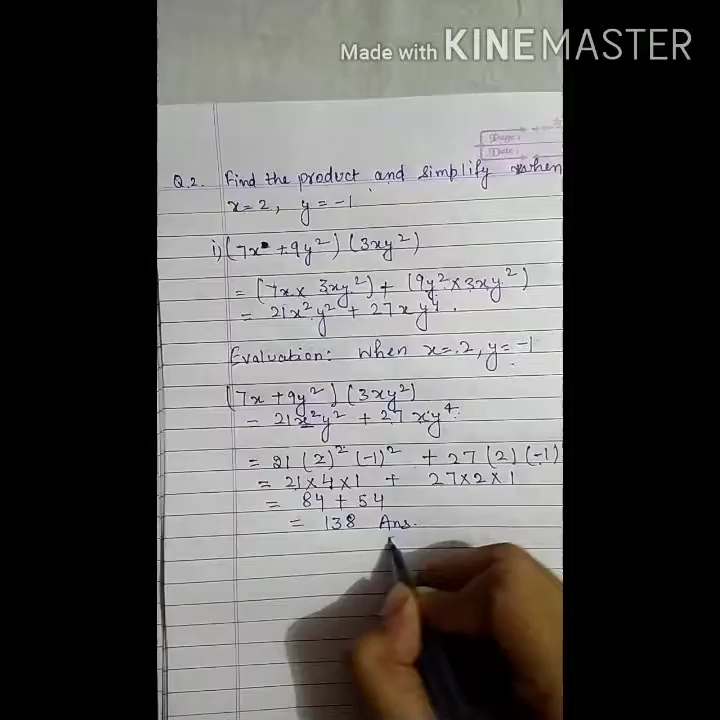 Made with KINEMASTER
Page:
Date:
Q.2. Find the product and simplify when
x=2, y=-1
i) (7x + 9y²) (3xy²)
= (7x × 3xy²) + (9y² × 3xy²)
= 21x²y² + 27xy⁴.
Evaluation: When x=2, y=-1
(7x + 9y²) (3xy²)
= 21x²y² + 27xy⁴
= 21(2)²(-1)² + 27(2)(-1)
= 21×4×1 + 27×2×1
= 84 + 54
= 138 Ans.